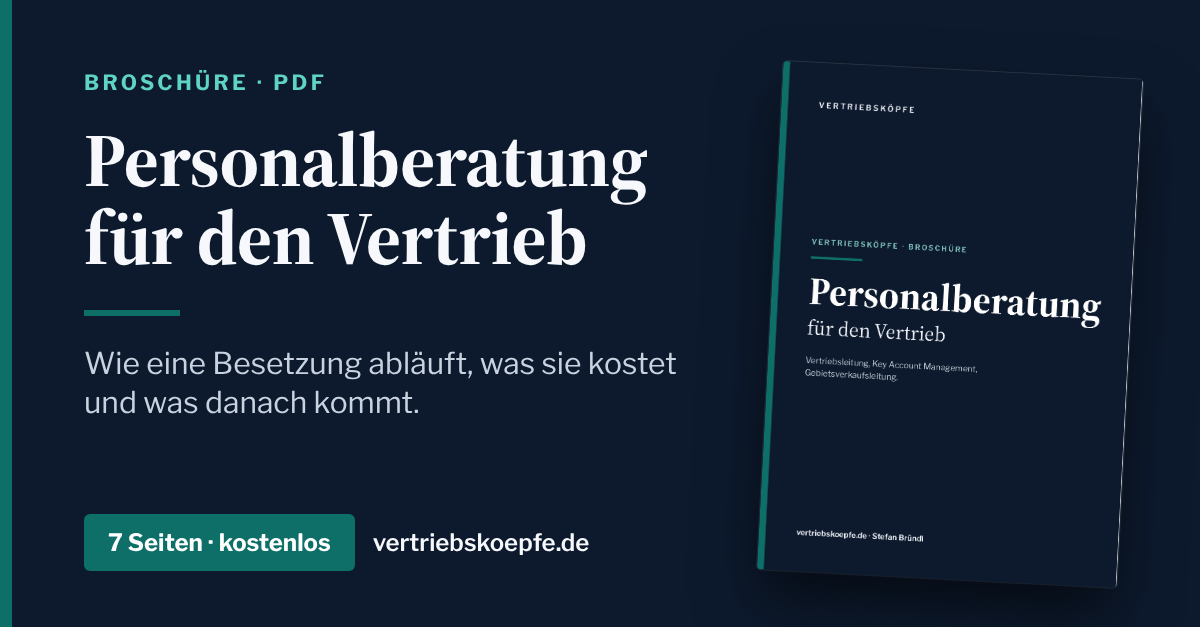 BROSCHÜRE · PDF
Personalberatung
für den Vertrieb
Wie eine Besetzung abläuft, was sie kostet
und was danach kommt.
7 Seiten · kostenlos
vertriebskoepfe.de
VERTRIEBSKÖPFE
VERTRIEBSKÖPFE · BROSCHÜRE
Personalberatung
für den Vertrieb
Vertriebsleitung, Key Account Management,
Gebietsverkaufsleitung.
vertriebskoepfe.de · Stefan Bründl